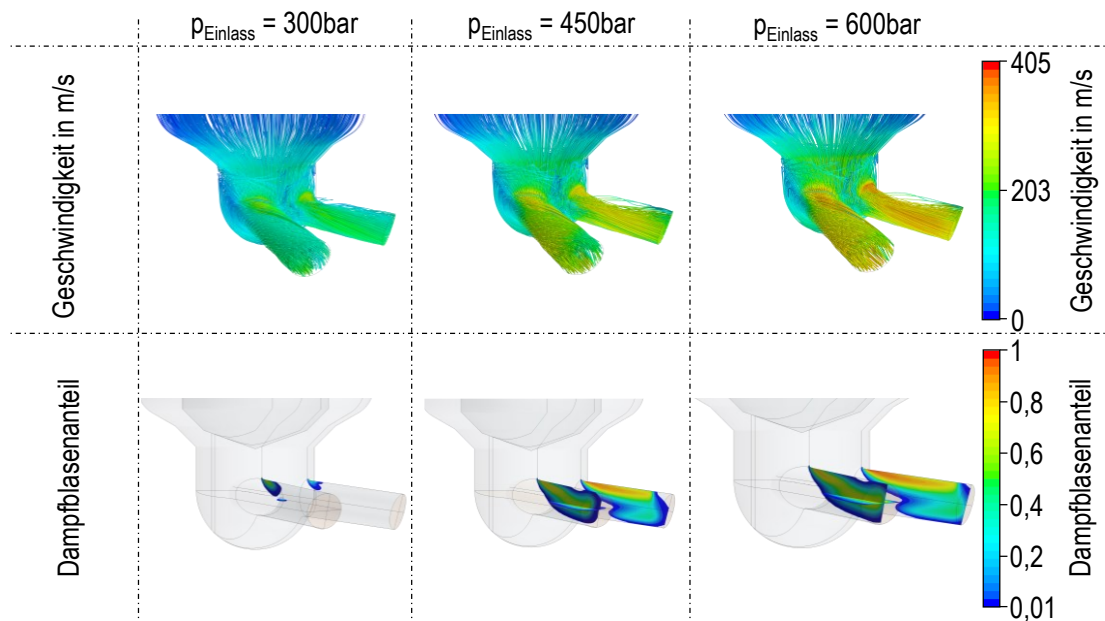 pEinlass = 300bar
pEinlass = 450bar
pEinlass = 600bar
Geschwindigkeit in m/s
405
203
0
Geschwindigkeit in m/s
Dampfblasenanteil
1
0,8
0,6
0,4
0,2
0,01
Dampfblasenanteil